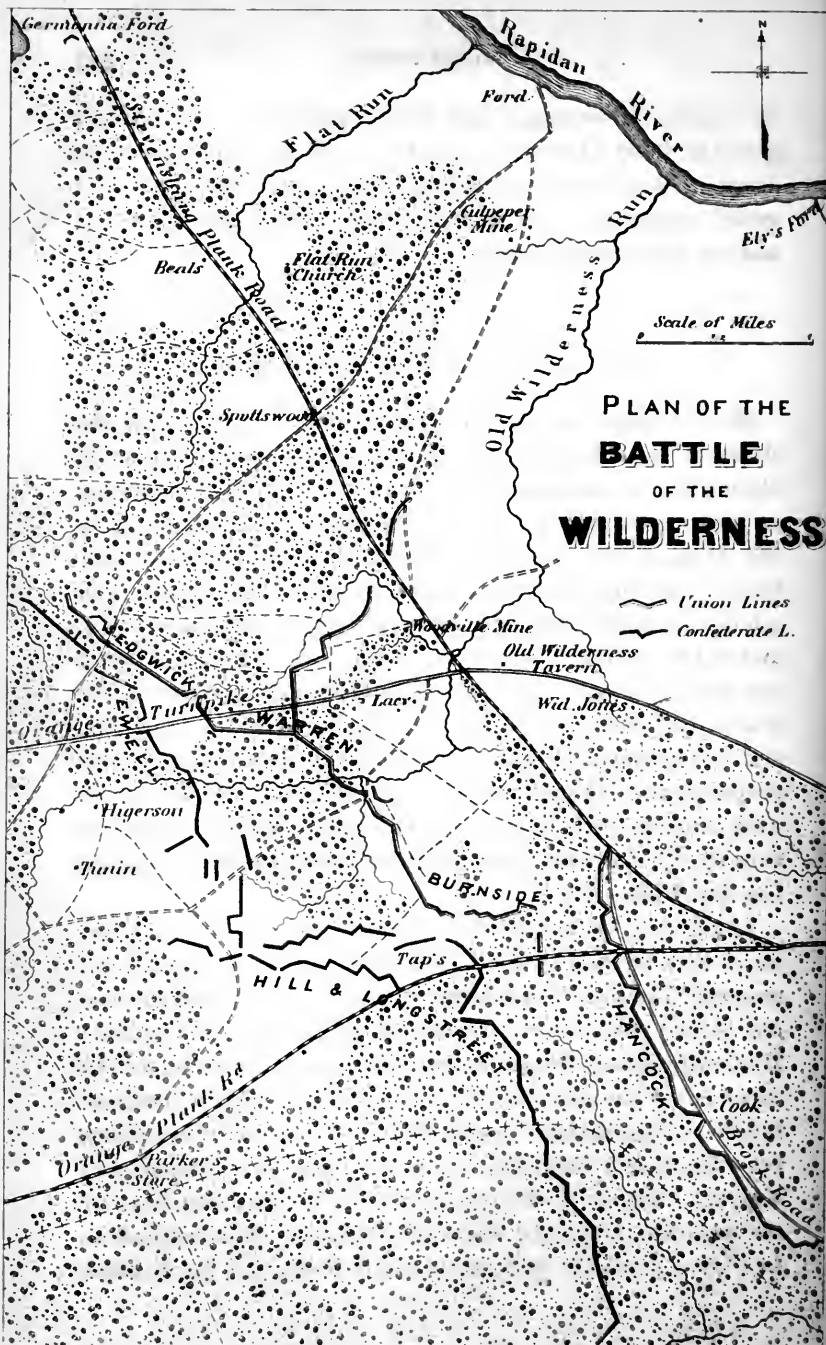 Germanna Ford
Rapidan
River
N
Flat Run
Ford
Stevensburg Plank Road
Culpeper
Mine
Old Wilderness Run
Ely's Ford
Beals
Flat Run
Church
Scale of Miles
PLAN OF THE
BATTLE
OF THE
WILDERNESS
Union Lines
Confederate L.
Spottswood
Woodville Mine
Old Wilderness
Tavern
SEDGWICK
Lacy
Wid. Jones
Orange Turnpike
WARREN
EWELL
Higerson
Tunin
BURNSIDE
Tap's
HILL & LONGSTREET
HANCOCK
Cook
Brock Road
Orange Plank Rd
Parker's
Store